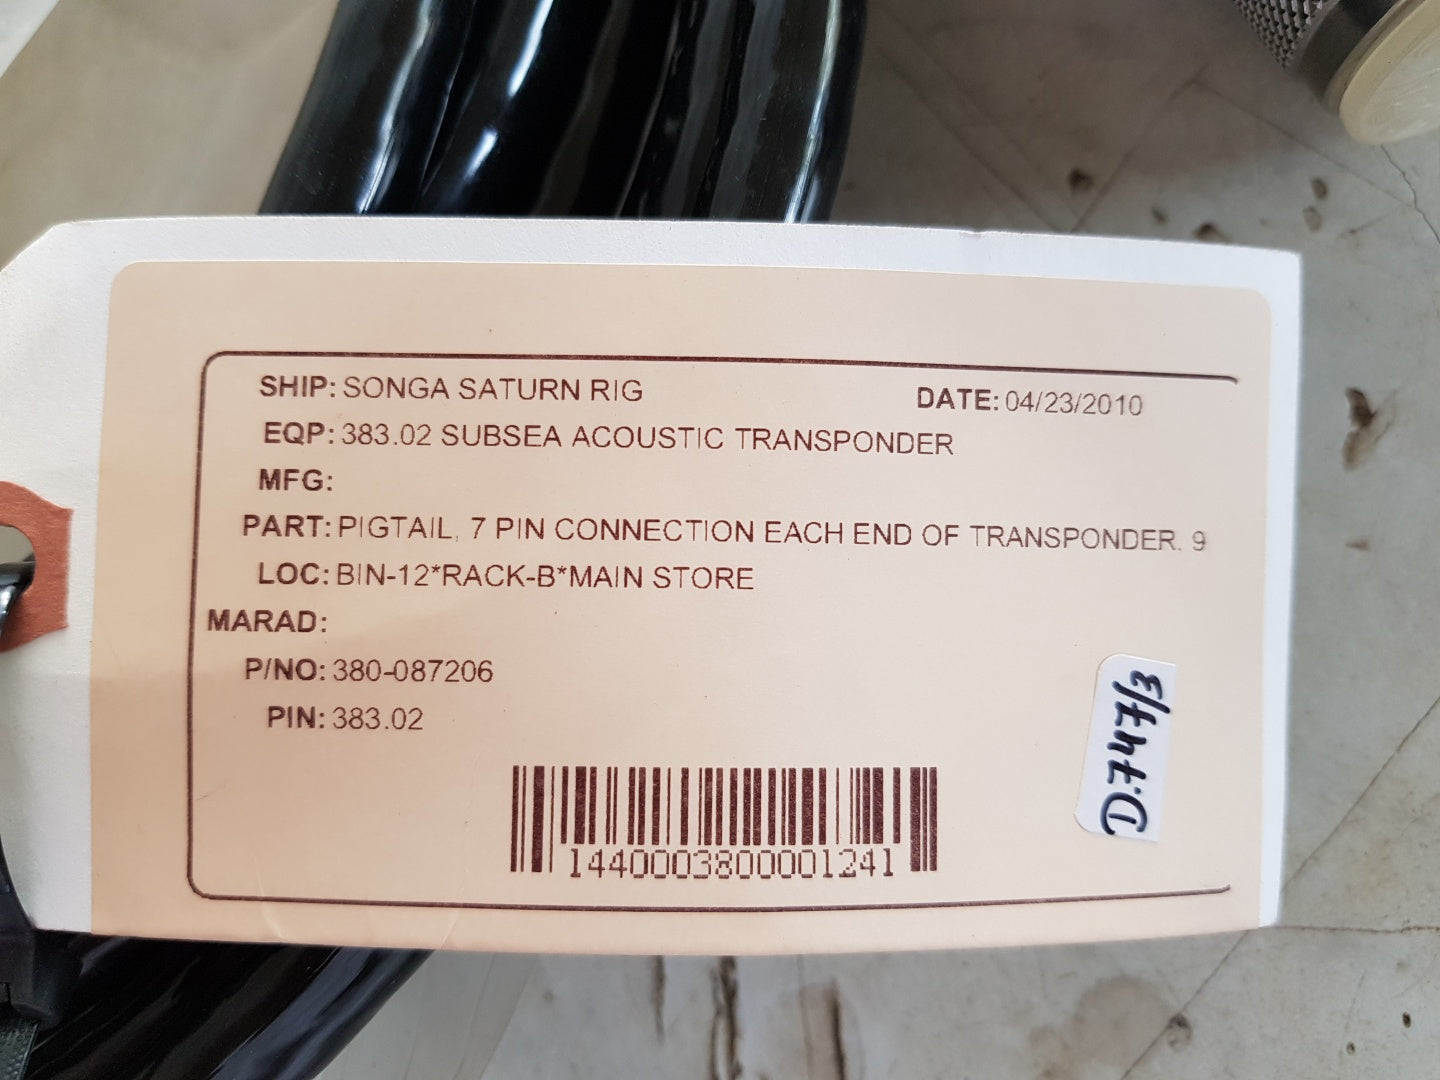 SHIP: SONGA SATURN RIG DATE: 04/23/2010
EQP: 383.02 SUBSEA ACOUSTIC TRANSPONDER
MFG:
PART: PIGTAIL, 7 PIN CONNECTION EACH END OF TRANSPONDER. 9
LOC: BIN-12*RACK-B*MAIN STORE
MARAD:
P/NO: 380-087206
PIN: 383.02
1440003800001241
D747/3